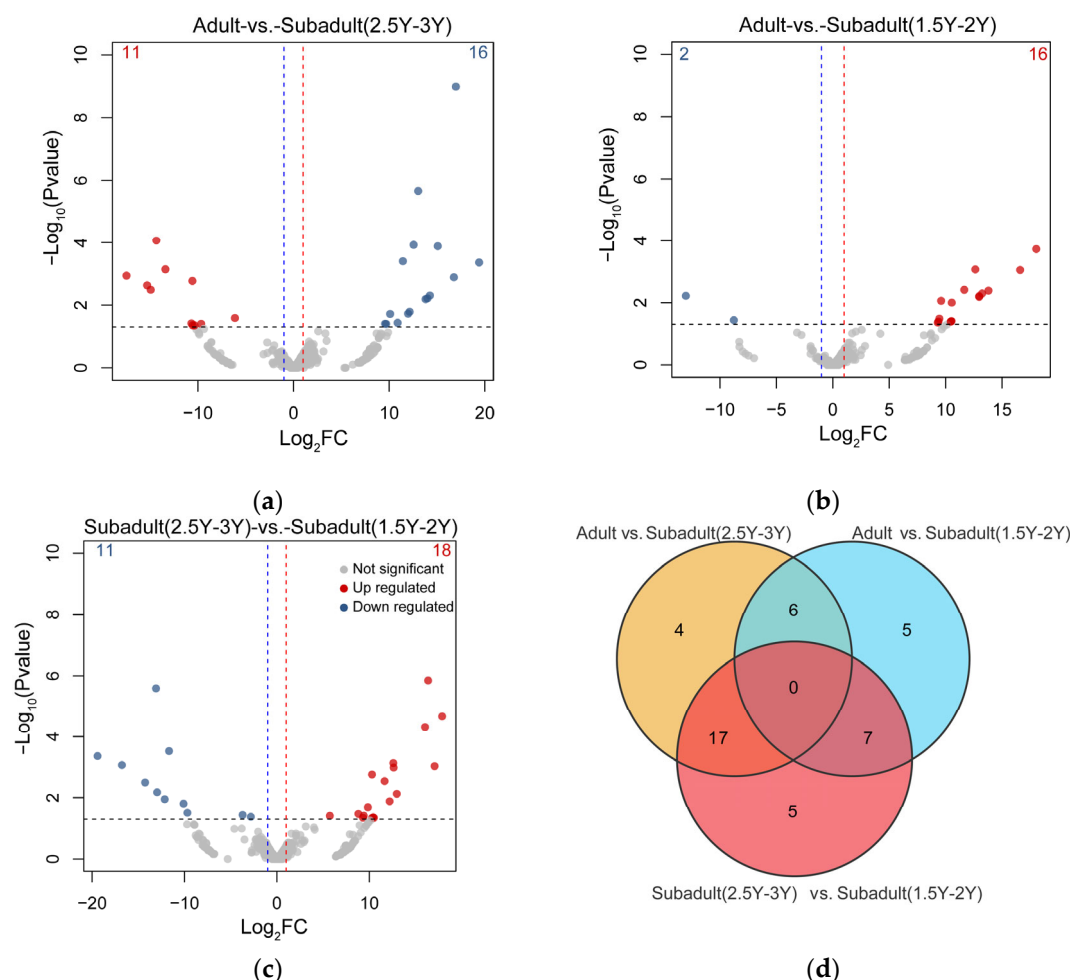 Adult-vs.-Subadult(2.5Y-3Y)
11
16
10
8
6
4
2
0
−Log10(Pvalue)
−10
0
10
20
Log2FC
(a)
Adult-vs.-Subadult(1.5Y-2Y)
2
16
10
8
6
4
2
0
−Log10(Pvalue)
−10
−5
0
5
10
15
Log2FC
(b)
Subadult(2.5Y-3Y)-vs.-Subadult(1.5Y-2Y)
11
18
Not significant
Up regulated
Down regulated
10
8
6
4
2
0
−Log10(Pvalue)
−20
−10
0
10
Log2FC
(c)
Adult vs. Subadult(2.5Y-3Y)
Adult vs. Subadult(1.5Y-2Y)
4
6
5
0
17
7
5
Subadult(2.5Y-3Y) vs. Subadult(1.5Y-2Y)
(d)